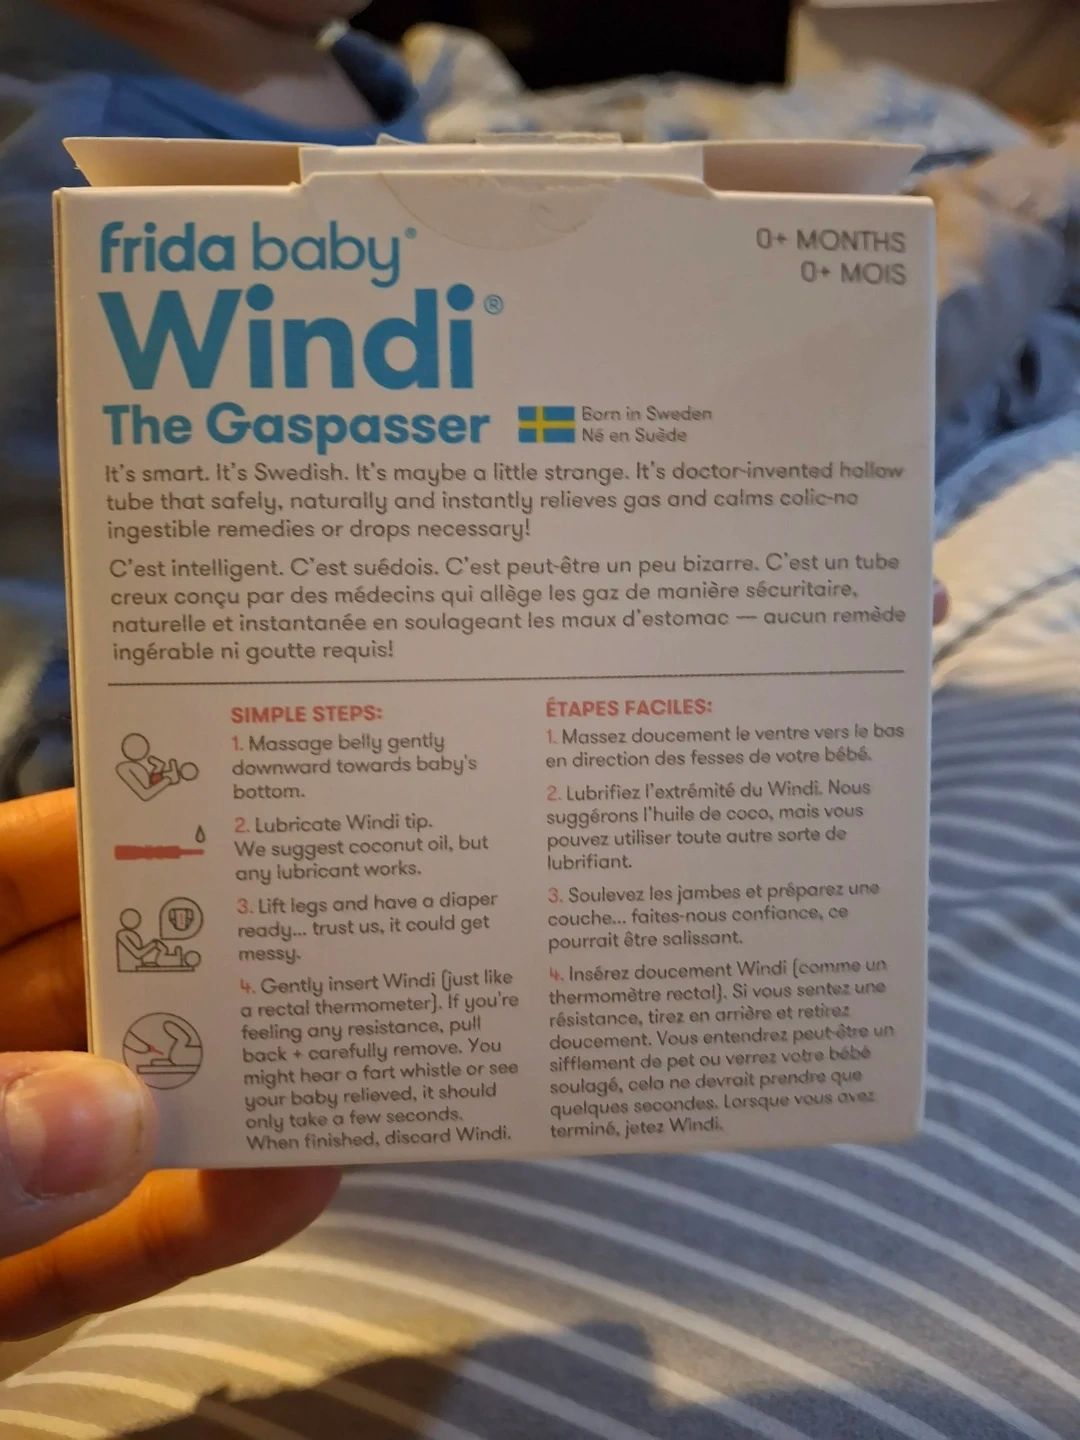 frida baby®
Windi®
The Gaspasser
0+ MONTHS
0+ MOIS
Born in Sweden
Né en Suède
It's smart. It's Swedish. It's maybe a little strange. It's doctor-invented hollow
tube that safely, naturally and instantly relieves gas and calms colic-no
ingestible remedies or drops necessary!
C'est intelligent. C'est suédois. C'est peut-être un peu bizarre. C'est un tube
creux conçu par des médecins qui allège les gaz de manière sécuritaire,
naturelle et instantanée en soulageant les maux d'estomac — aucun remède
ingérable ni goutte requis!
SIMPLE STEPS:
1. Massage belly gently
downward towards baby's
bottom.
2. Lubricate Windi tip.
We suggest coconut oil, but
any lubricant works.
3. Lift legs and have a diaper
ready... trust us, it could get
messy.
4. Gently insert Windi (just like
a rectal thermometer). If you're
feeling any resistance, pull
back + carefully remove. You
might hear a fart whistle or see
your baby relieved, it should
only take a few seconds.
When finished, discard Windi.
ÉTAPES FACILES:
1. Massez doucement le ventre vers le bas
en direction des fesses de votre bébé.
2. Lubrifiez l'extrémité du Windi. Nous
suggérons l'huile de coco, mais vous
pouvez utiliser toute autre sorte de
lubrifiant.
3. Soulevez les jambes et préparez une
couche... faites-nous confiance, ce
pourrait être salissant.
4. Insérez doucement Windi (comme un
thermomètre rectal). Si vous sentez une
résistance, tirez en arrière et retirez
doucement. Vous entendrez peut-être un
sifflement de pet ou verrez votre bébé
soulagé, cela ne devrait prendre que
quelques secondes. Lorsque vous avez
terminé, jetez Windi.